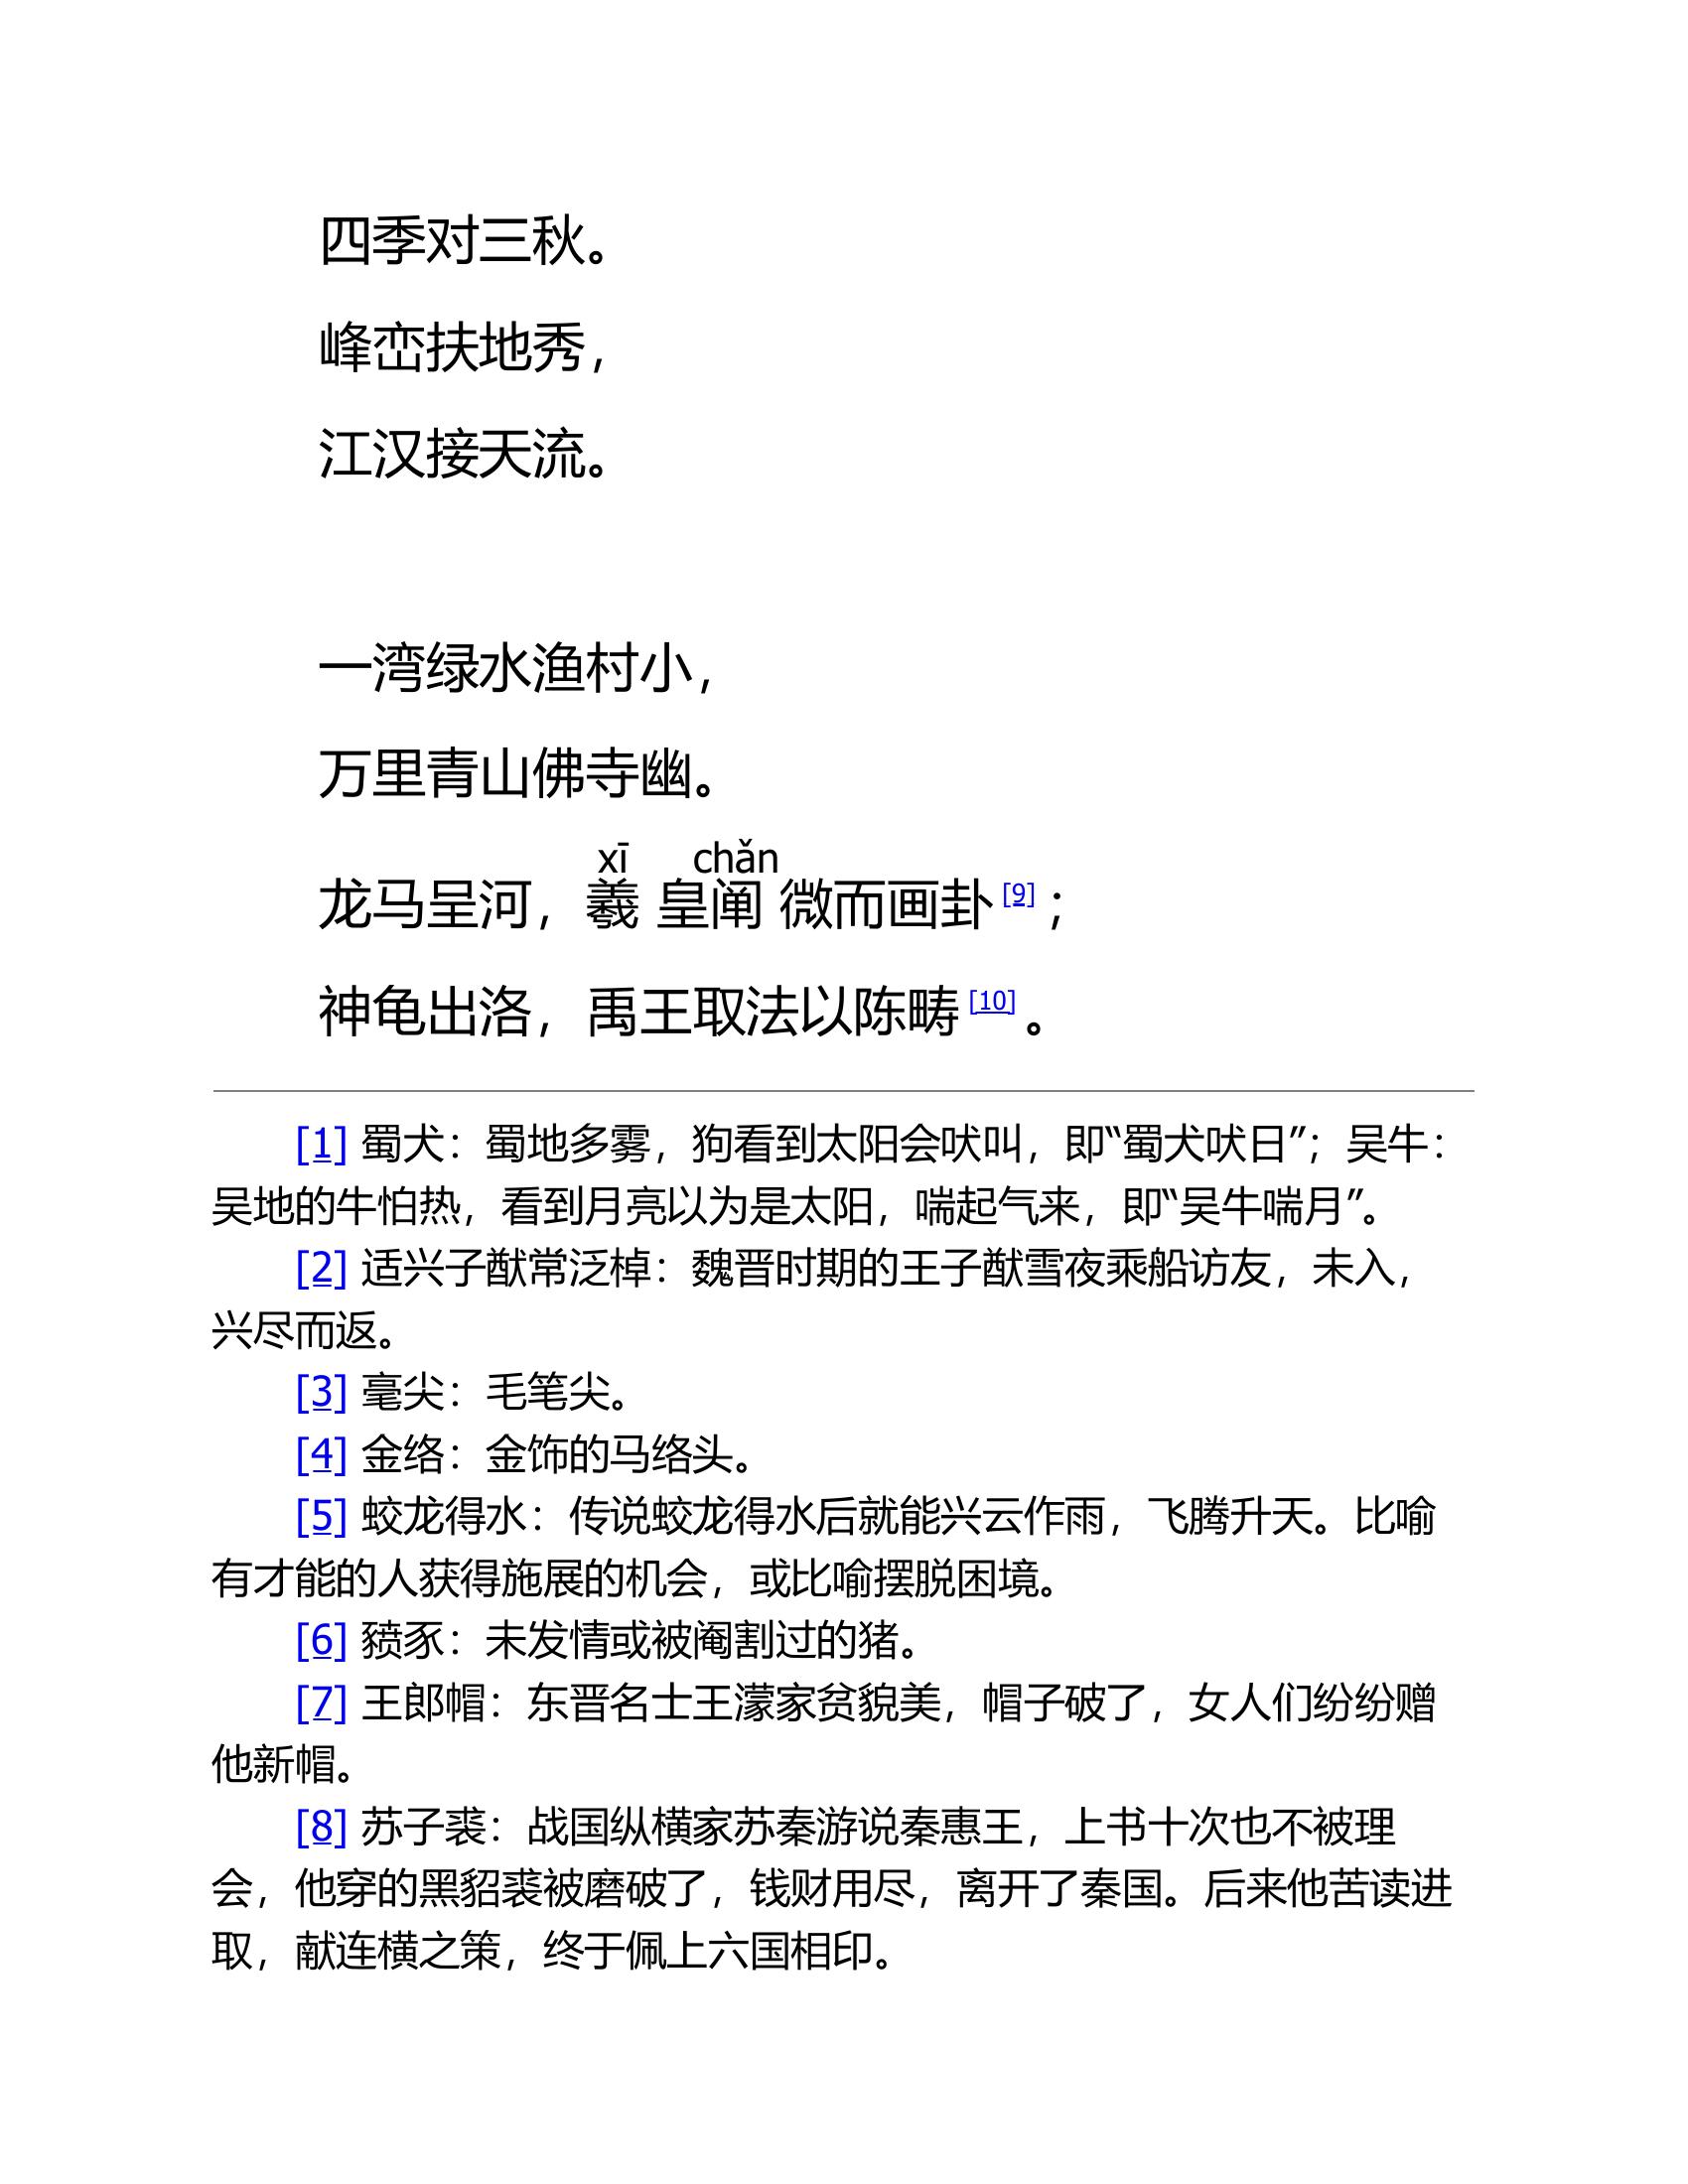 四季对三秋。
峰峦扶地秀，
江汉接天流。
一湾绿水渔村小，
万里青山佛寺幽。
xī chǎn
龙马呈河，羲皇阐微而画卦[9]；
神龟出洛，禹王取法以陈畴[10]。
[1] 蜀犬：蜀地多雾，狗看到太阳会吠叫，即“蜀犬吠日”；吴牛：
吴地的牛怕热，看到月亮以为是太阳，喘起气来，即“吴牛喘月”。
[2] 适兴子猷常泛棹：魏晋时期的王子猷雪夜乘船访友，未入，
兴尽而返。
[3] 毫尖：毛笔尖。
[4] 金络：金饰的马络头。
[5] 蛟龙得水：传说蛟龙得水后就能兴云作雨，飞腾升天。比喻
有才能的人获得施展的机会，或比喻摆脱困境。
[6] 豮豕：未发情或被阉割过的猪。
[7] 王郎帽：东晋名士王濛家贫貌美，帽子破了，女人们纷纷赠
他新帽。
[8] 苏子裘：战国纵横家苏秦游说秦惠王，上书十次也不被理
会，他穿的黑貂裘被磨破了，钱财用尽，离开了秦国。后来他苦读进
取，献连横之策，终于佩上六国相印。